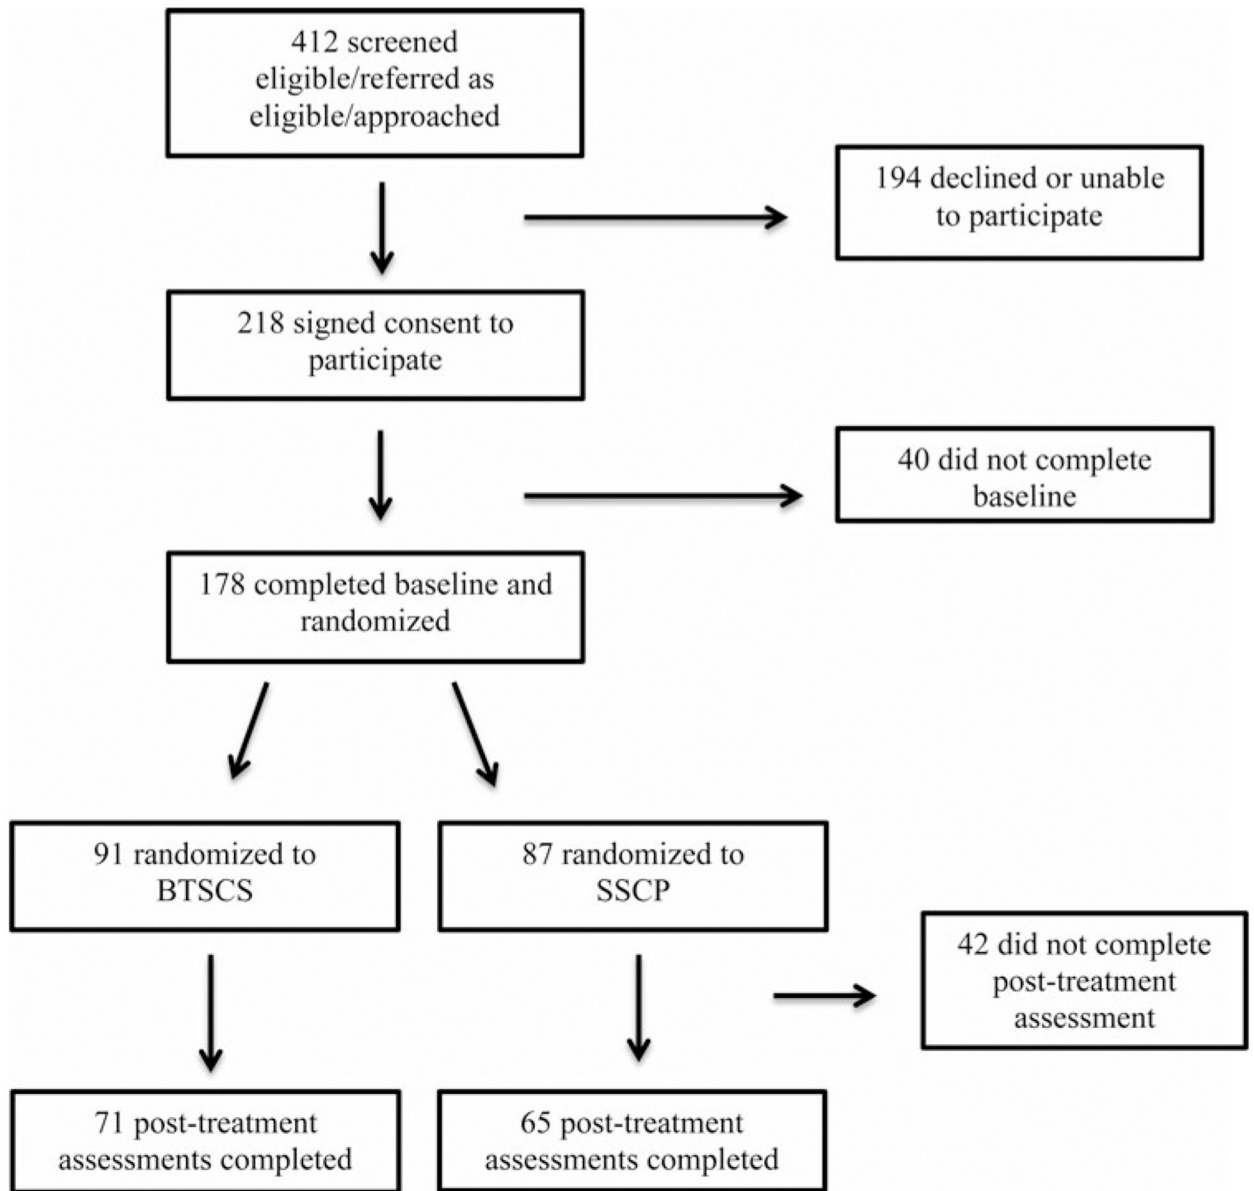 412 screened
eligible/referred as
eligible/approached
194 declined or unable
to participate
218 signed consent to
participate
40 did not complete
baseline
178 completed baseline and
randomized
91 randomized to
BTSCS
87 randomized to
SSCP
42 did not complete
post-treatment
assessment
71 post-treatment
assessments completed
65 post-treatment
assessments completed